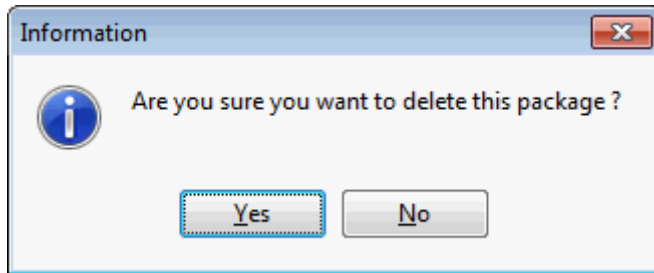 Information
Are you sure you want to delete this package ?
Yes
No